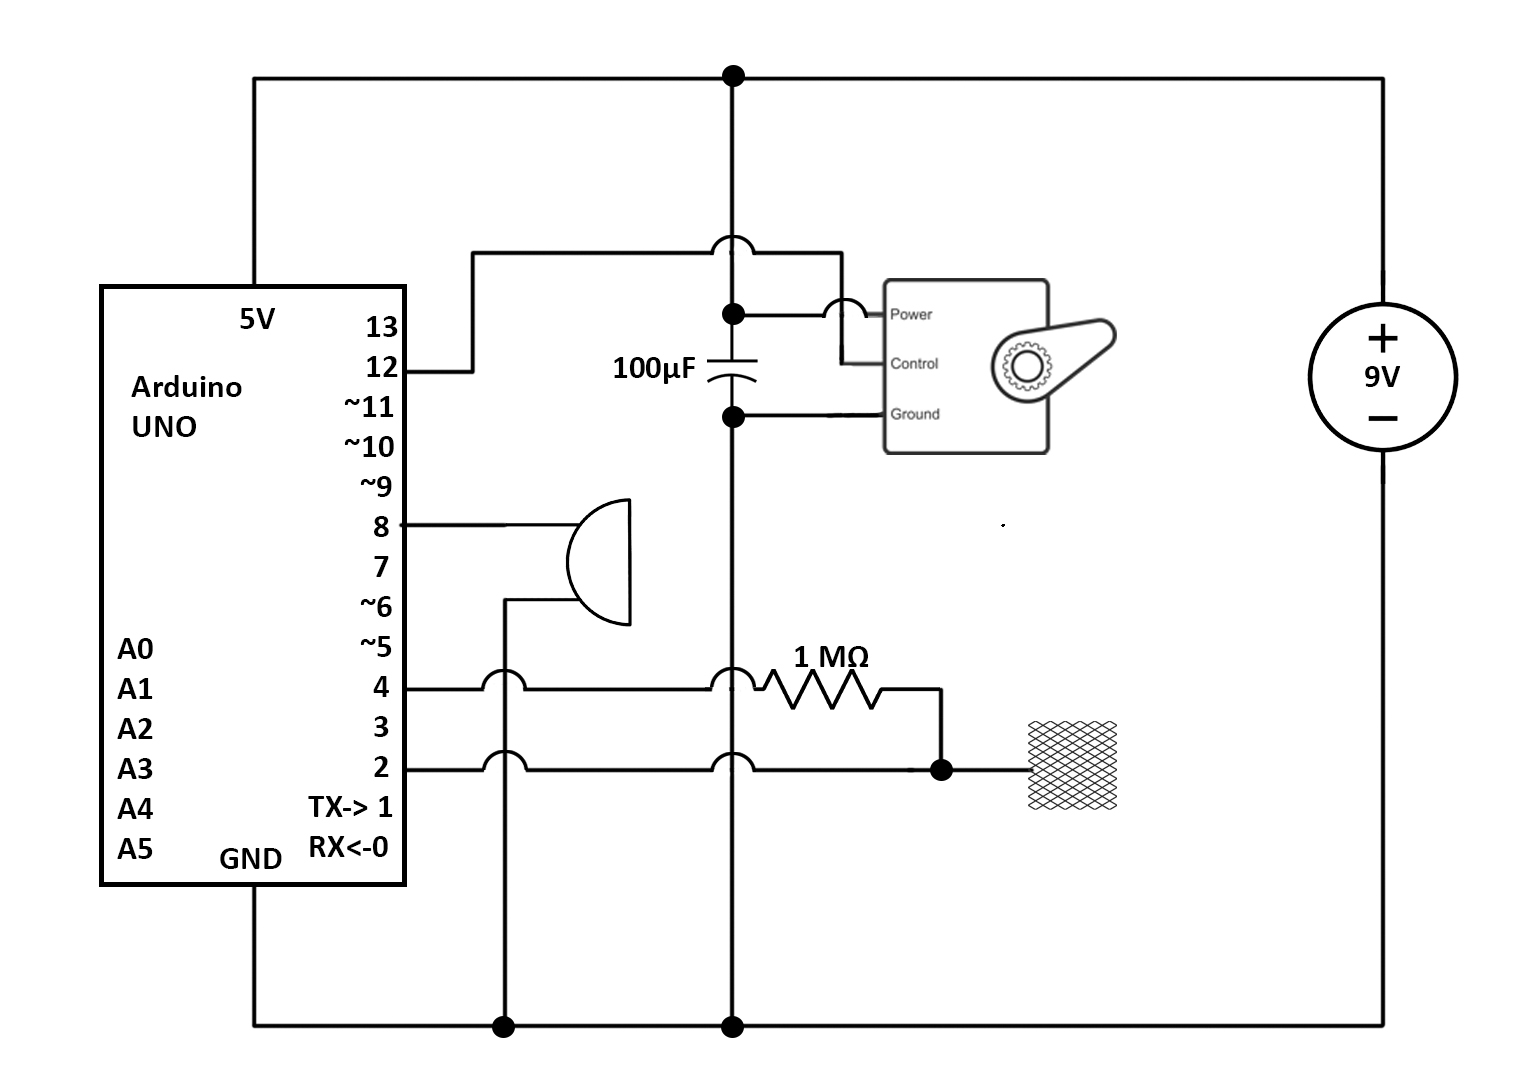 5V
Arduino
UNO
13
12
~11
~10
~9
8
7
~6
~5
4
3
2
TX-> 1
RX<-0
A0
A1
A2
A3
A4
A5
GND
100µF
Power
Control
Ground
1 MΩ
+
9V
−